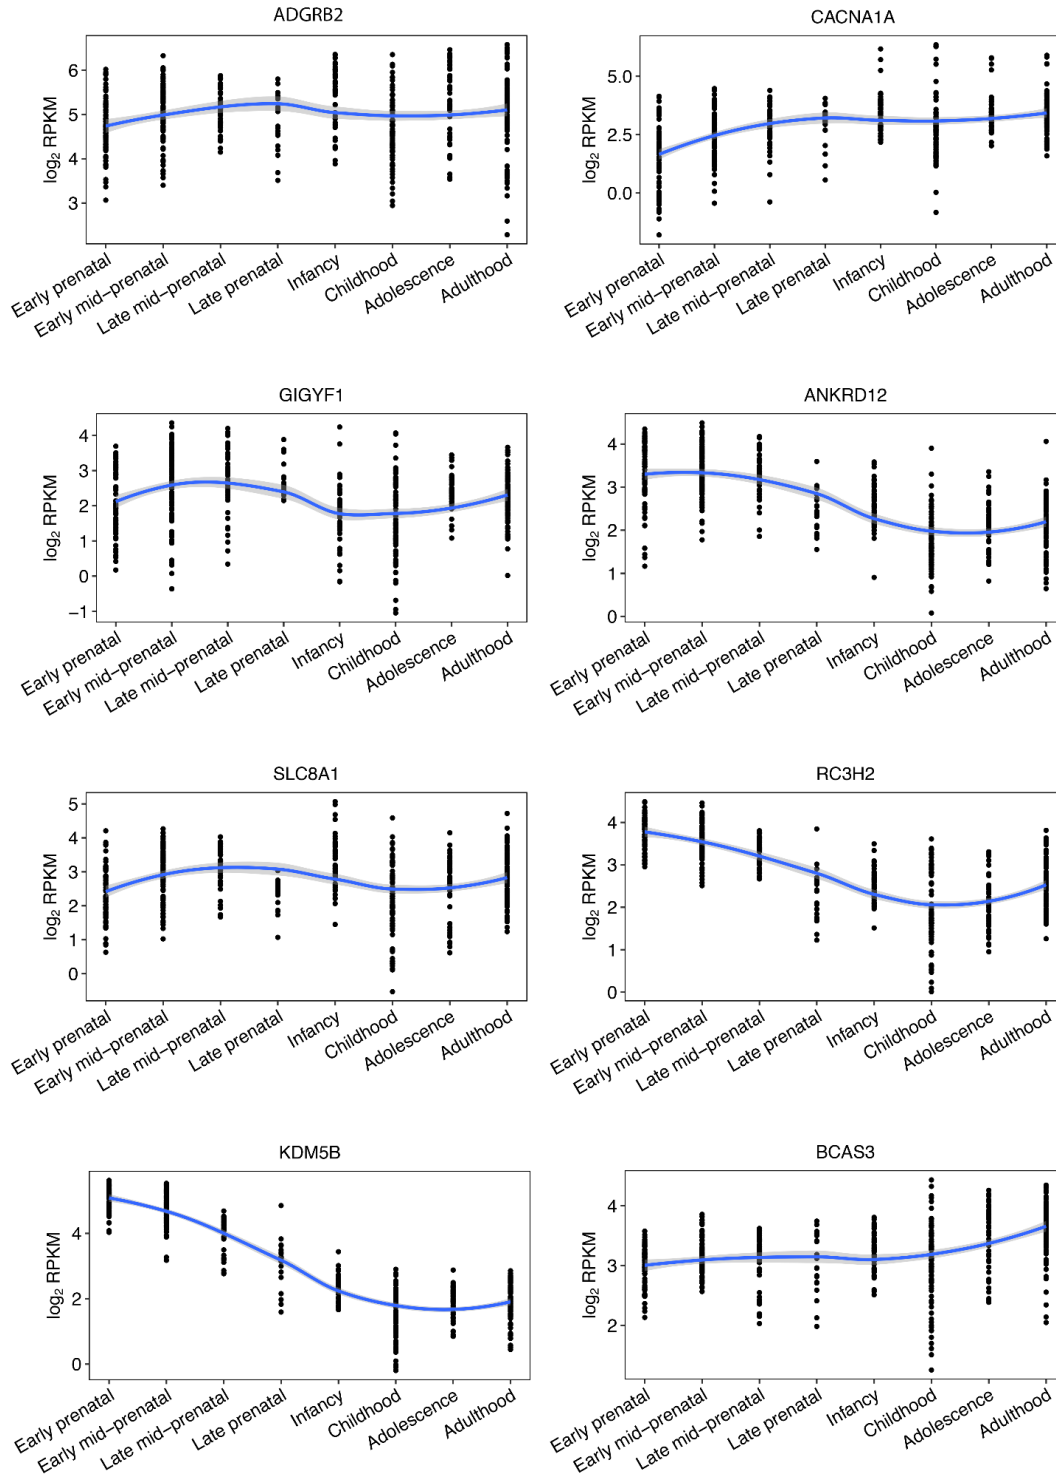 ADGRB2
log2 RPKM
6
5
4
3
Early prenatal
Early mid–prenatal
Late mid–prenatal
Late prenatal
Infancy
Childhood
Adolescence
Adulthood
CACNA1A
log2 RPKM
5.0
2.5
0.0
Early prenatal
Early mid–prenatal
Late mid–prenatal
Late prenatal
Infancy
Childhood
Adolescence
Adulthood
GIGYF1
log2 RPKM
4
3
2
1
0
−1
Early prenatal
Early mid–prenatal
Late mid–prenatal
Late prenatal
Infancy
Childhood
Adolescence
Adulthood
ANKRD12
log2 RPKM
4
3
2
1
0
Early prenatal
Early mid–prenatal
Late mid–prenatal
Late prenatal
Infancy
Childhood
Adolescence
Adulthood
SLC8A1
log2 RPKM
5
4
3
2
1
0
Early prenatal
Early mid–prenatal
Late mid–prenatal
Late prenatal
Infancy
Childhood
Adolescence
Adulthood
RC3H2
log2 RPKM
4
3
2
1
0
Early prenatal
Early mid–prenatal
Late mid–prenatal
Late prenatal
Infancy
Childhood
Adolescence
Adulthood
KDM5B
log2 RPKM
4
2
0
Early prenatal
Early mid–prenatal
Late mid–prenatal
Late prenatal
Infancy
Childhood
Adolescence
Adulthood
BCAS3
log2 RPKM
4
3
2
Early prenatal
Early mid–prenatal
Late mid–prenatal
Late prenatal
Infancy
Childhood
Adolescence
Adulthood